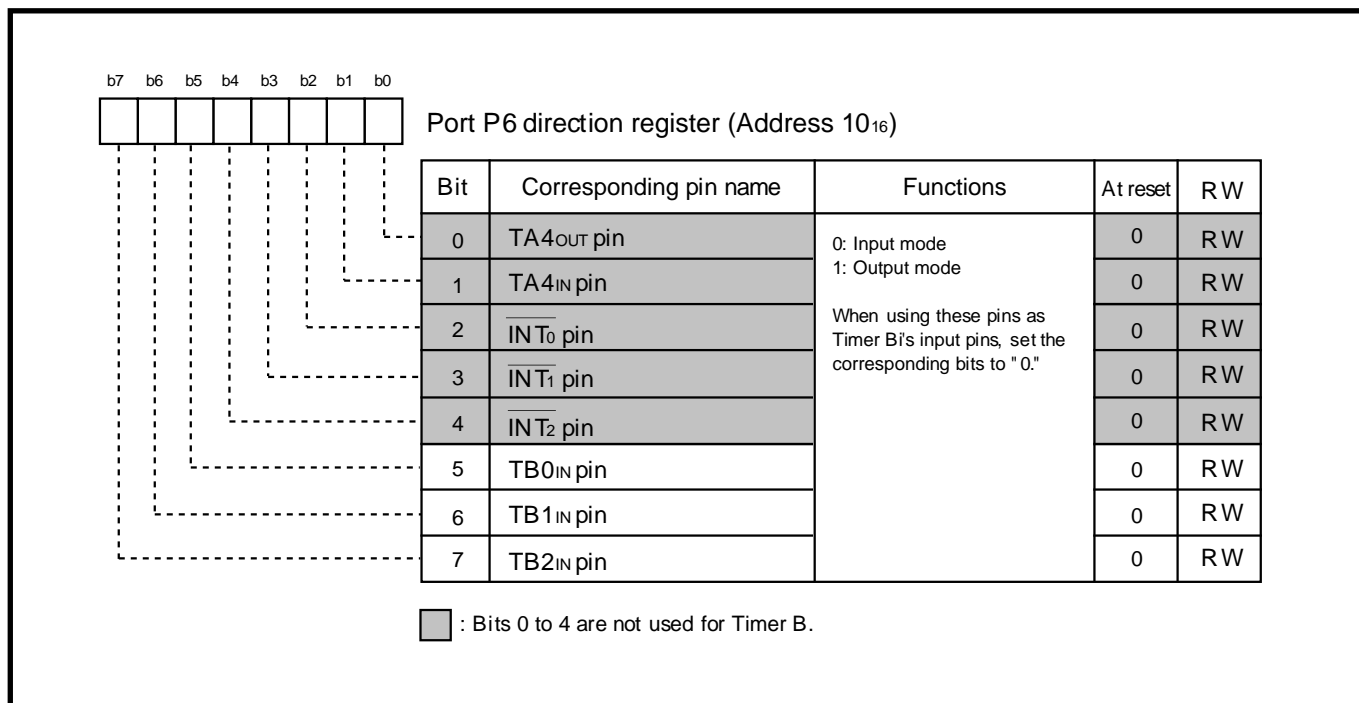 b7 b6 b5 b4 b3 b2 b1 b0
Port P6 direction register (Address 10₁₆)
Bit Corresponding pin name Functions At reset RW
0 TA4OUT pin 0 RW
1 TA4IN pin 0 RW
2 I̅N̅T̅₀̅ pin 0 RW
3 I̅N̅T̅₁̅ pin 0 RW
4 I̅N̅T̅₂̅ pin 0 RW
5 TB0IN pin 0 RW
6 TB1IN pin 0 RW
7 TB2IN pin 0 RW
0: Input mode
1: Output mode
When using these pins as
Timer Bi's input pins, set the
corresponding bits to "0."
: Bits 0 to 4 are not used for Timer B.